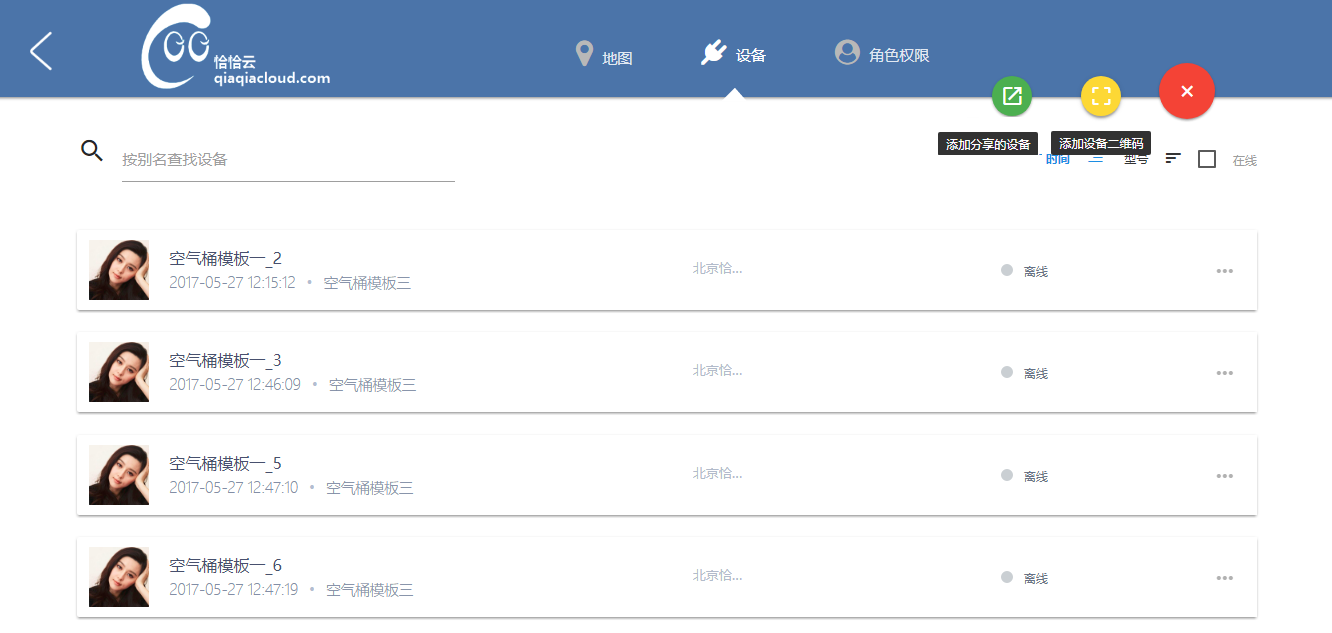 恰恰云
qiaqiacloud.com
地图
设备
角色权限
按别名查找设备
添加分享的设备
添加设备二维码
时间
型号
在线
空气桶模板一_2
2017-05-27 12:15:12 • 空气桶模板三
北京恰...
离线
空气桶模板一_3
2017-05-27 12:46:09 • 空气桶模板三
北京恰...
离线
空气桶模板一_5
2017-05-27 12:47:10 • 空气桶模板三
北京恰...
离线
空气桶模板一_6
2017-05-27 12:47:19 • 空气桶模板三
北京恰...
离线